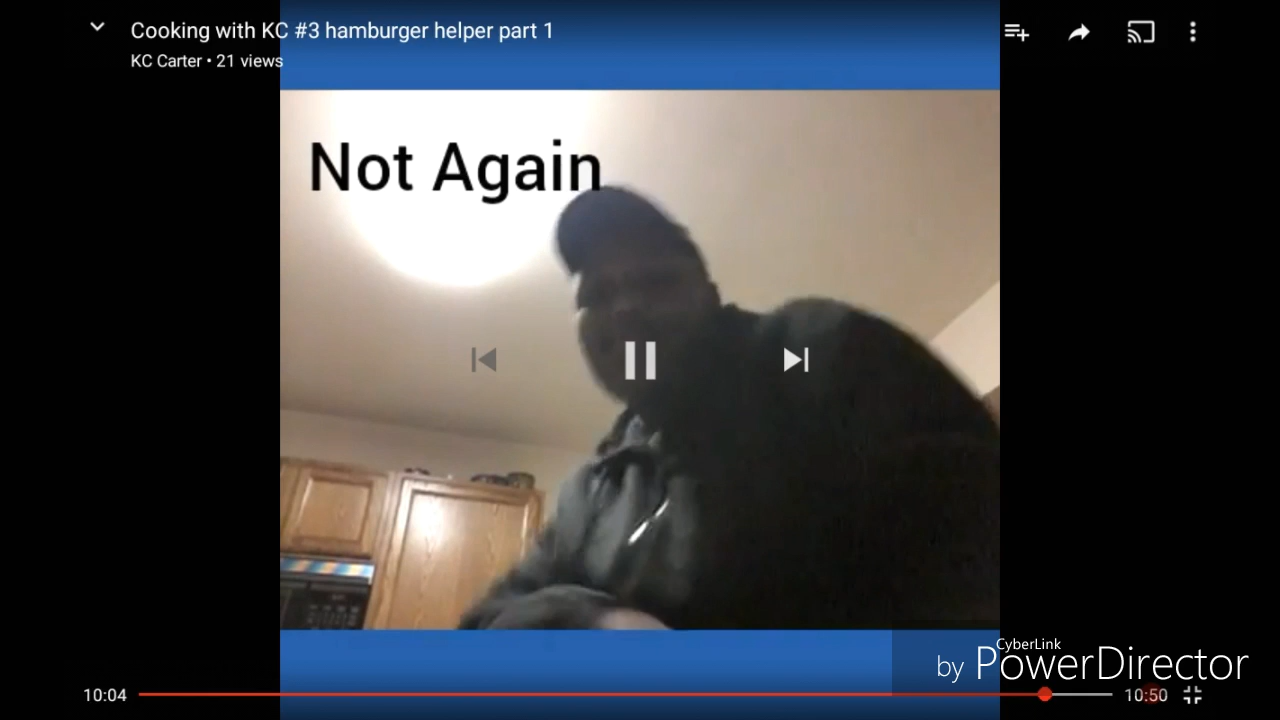 Cooking with KC #3 hamburger helper part 1
KC Carter • 21 views
Not Again
CyberLink
by PowerDirector
10:04
10:50